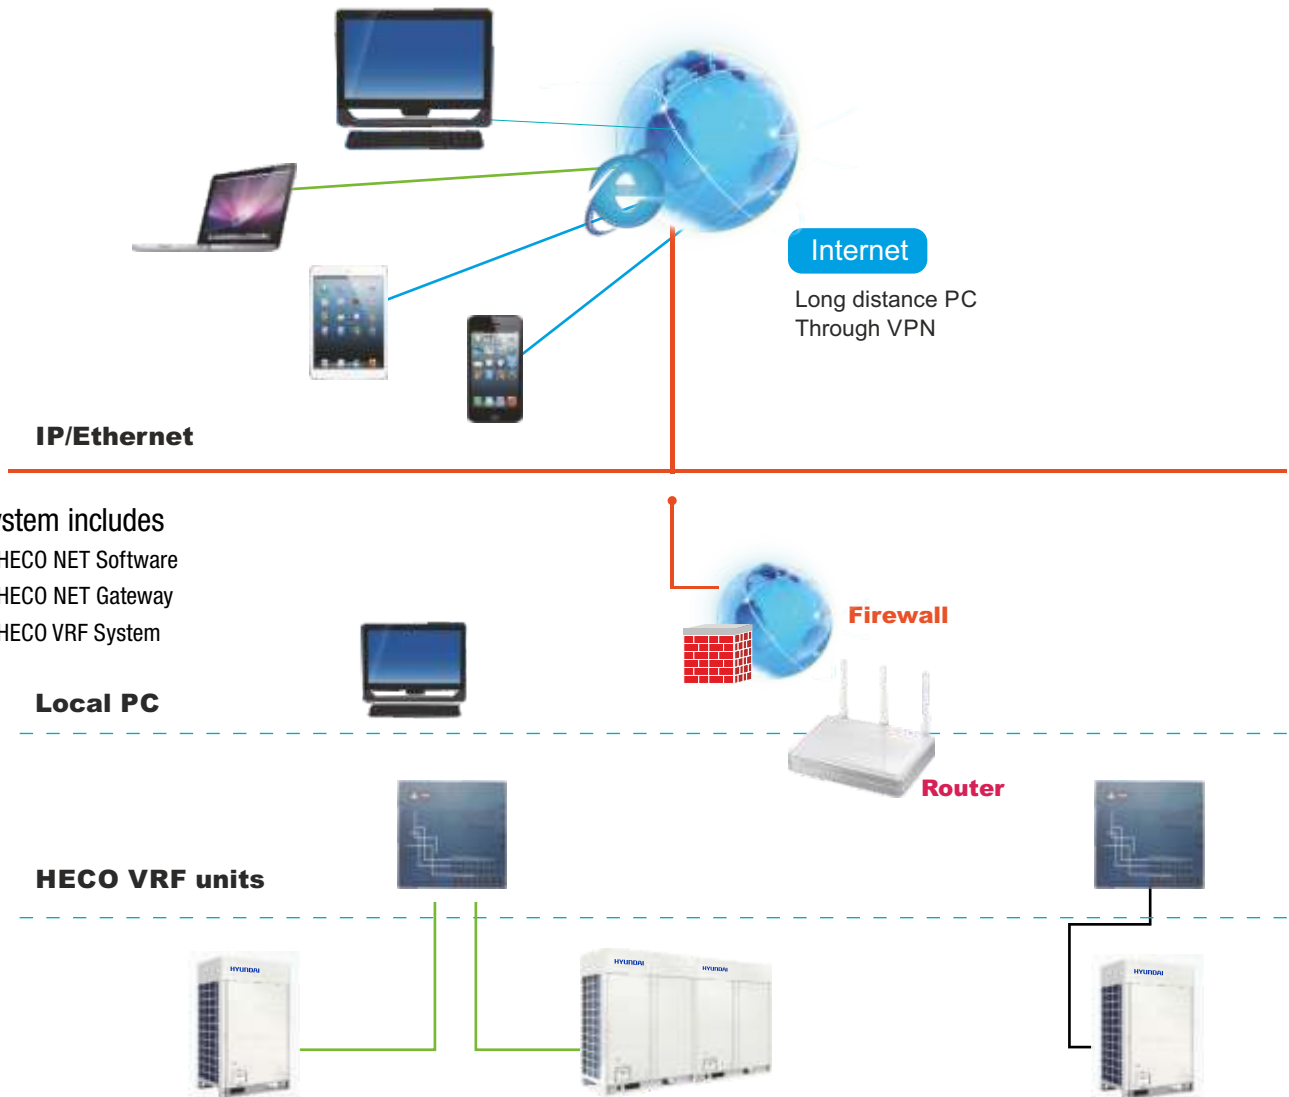 Internet
Long distance PC
Through VPN
IP/Ethernet
ystem includes
HECO NET Software
HECO NET Gateway
HECO VRF System
Firewall
Local PC
Router
HECO VRF units
HYUNDAI
HYUNDAI
HYUNDAI
HYUNDAI